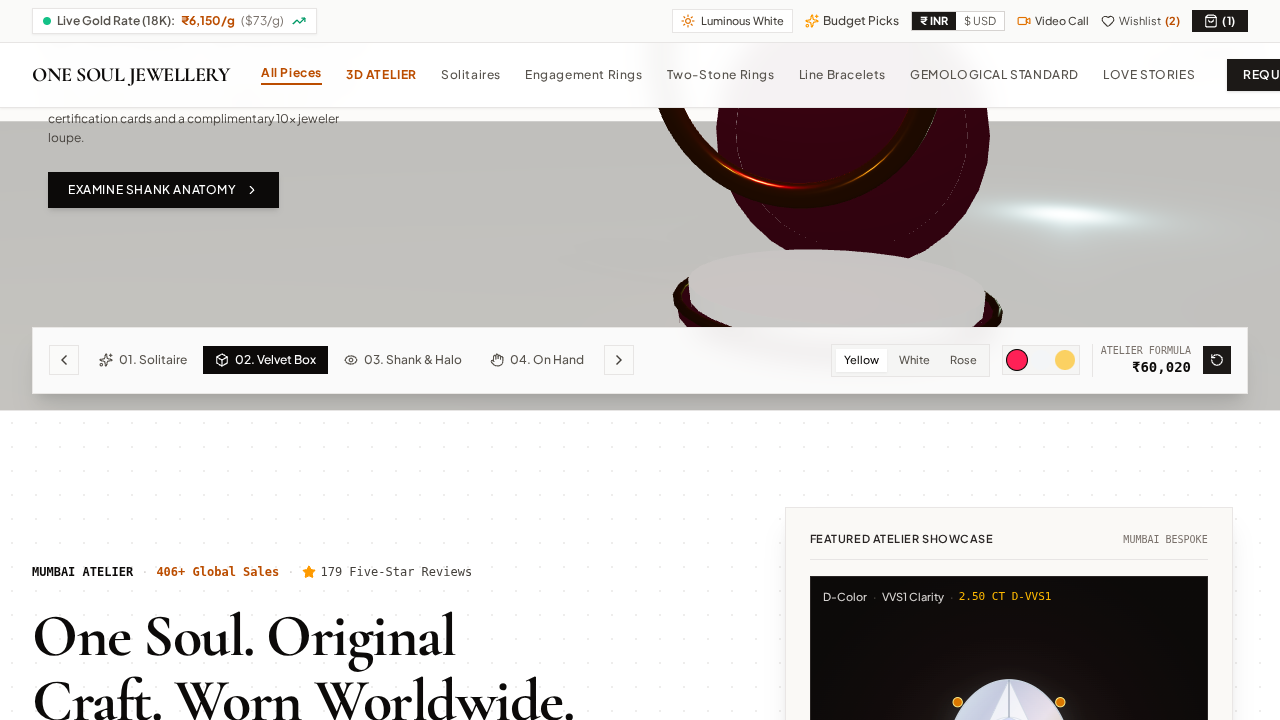 Live Gold Rate (18K): ₹6,150/g ($73/g)
Luminous White
Budget Picks
₹ INR $ USD
Video Call
Wishlist (2)
(1)
ONE SOUL JEWELLERY
All Pieces
3D ATELIER
Solitaires
Engagement Rings
Two-Stone Rings
Line Bracelets
GEMOLOGICAL STANDARD
LOVE STORIES
certification cards and a complimentary 10x jeweler
loupe.
EXAMINE SHANK ANATOMY
01. Solitaire
02. Velvet Box
03. Shank & Halo
04. On Hand
Yellow White Rose
ATELIER FORMULA
₹60,020
FEATURED ATELIER SHOWCASE
MUMBAI BESPOKE
D-Color · VVS1 Clarity · 2.50 CT D-VVS1
MUMBAI ATELIER · 406+ Global Sales · 179 Five-Star Reviews
One Soul. Original
Craft. Worn Worldwide.